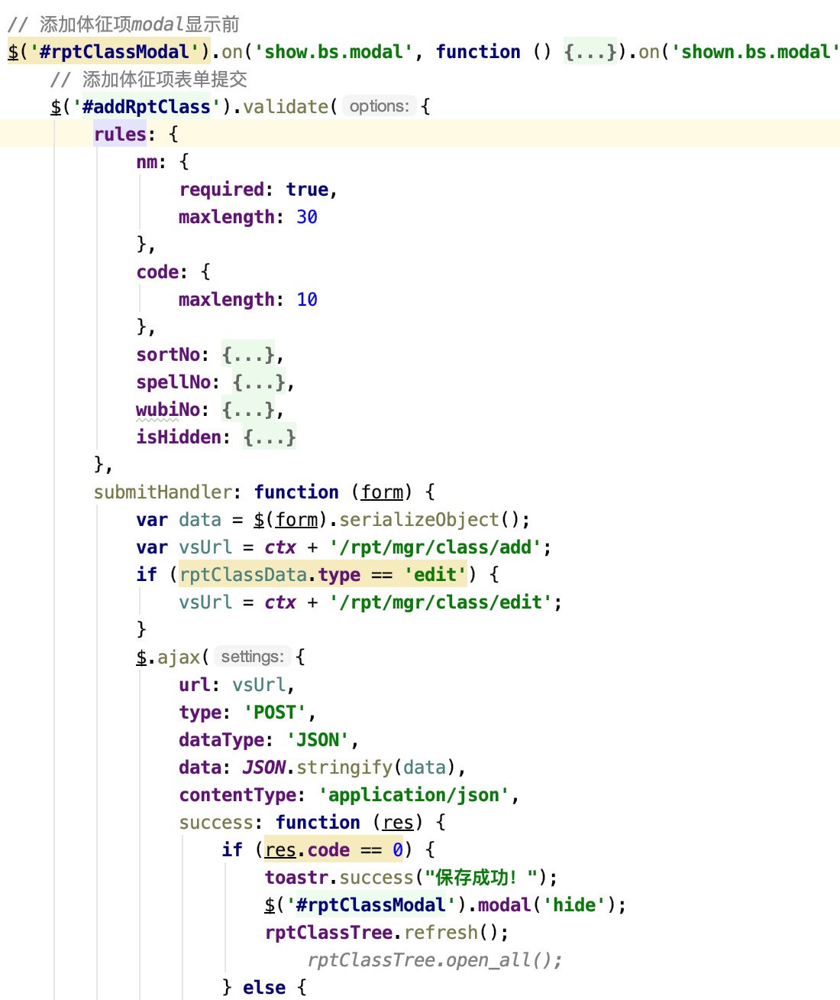 // 添加体征项modal显示前
$('#rptClassModal').on('show.bs.modal', function () {...}).on('shown.bs.modal'
// 添加体征项表单提交
$('#addRptClass').validate( options: {
rules: {
nm: {
required: true,
maxlength: 30
},
code: {
maxlength: 10
},
sortNo: {...},
spellNo: {...},
wubiNo: {...},
isHidden: {...}
},
submitHandler: function (form) {
var data = $(form).serializeObject();
var vsUrl = ctx + '/rpt/mgr/class/add';
if (rptClassData.type == 'edit') {
vsUrl = ctx + '/rpt/mgr/class/edit';
}
$.ajax( settings: {
url: vsUrl,
type: 'POST',
dataType: 'JSON',
data: JSON.stringify(data),
contentType: 'application/json',
success: function (res) {
if (res.code == 0) {
toastr.success("保存成功！");
$('#rptClassModal').modal('hide');
rptClassTree.refresh();
rptClassTree.open_all();
} else {